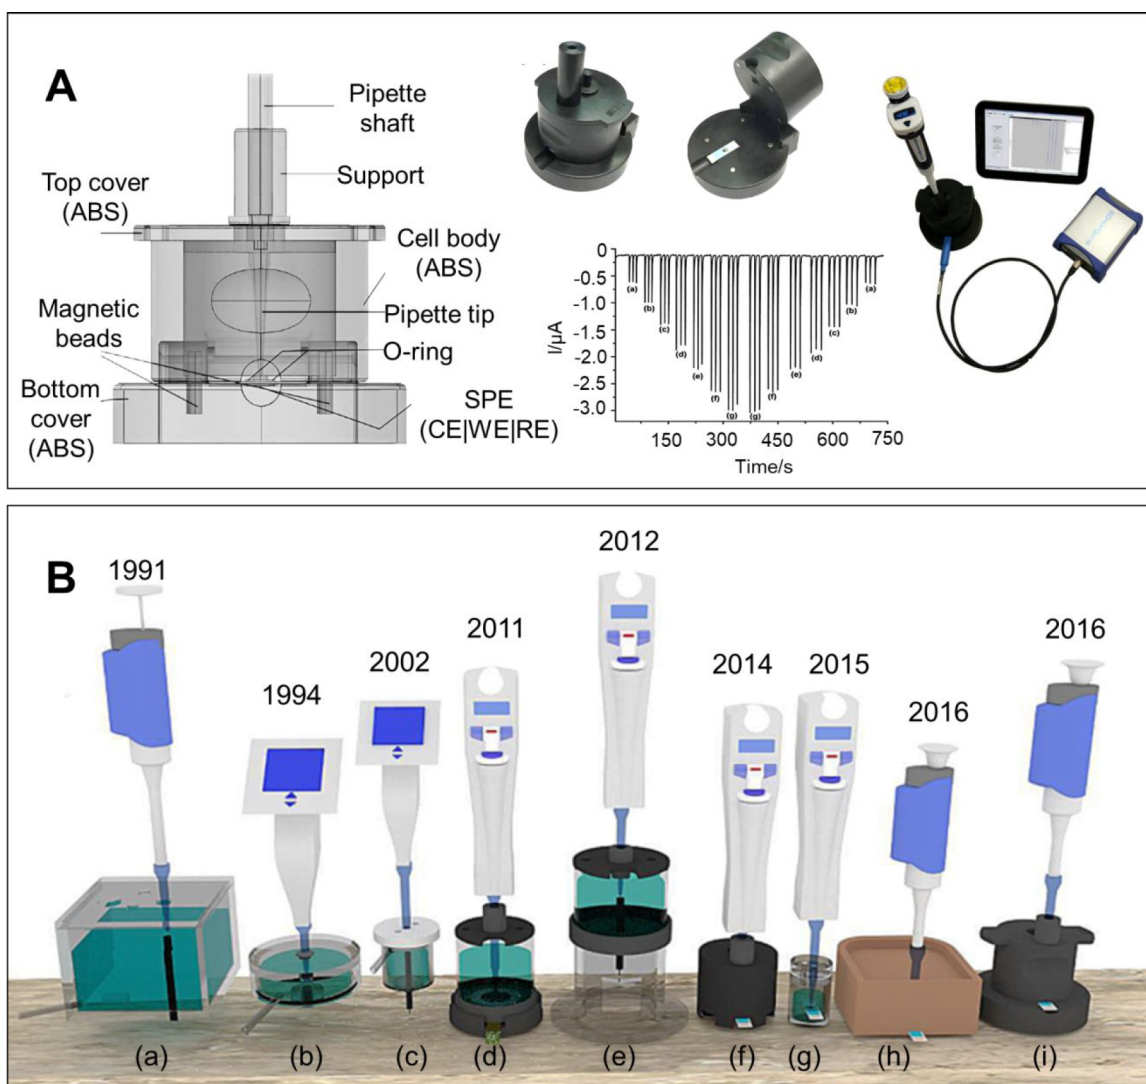 A
Pipette
shaft
Support
Top cover
(ABS)
Cell body
(ABS)
Magnetic
beads
Pipette tip
O-ring
Bottom
cover (ABS)
SPE
(CE|WE|RE)
I/µA
0
-0.5
-1.0
-1.5
-2.0
-2.5
-3.0
(a)
(b)
(c)
(d)
(e)
(f)
(g)
(g)
(f)
(e)
(d)
(c)
(b)
(a)
150 300 450 600 750
Time/s
B
1991
1994
2002
2011
2012
2014
2015
2016
2016
(a) (b) (c) (d) (e) (f) (g) (h) (i)